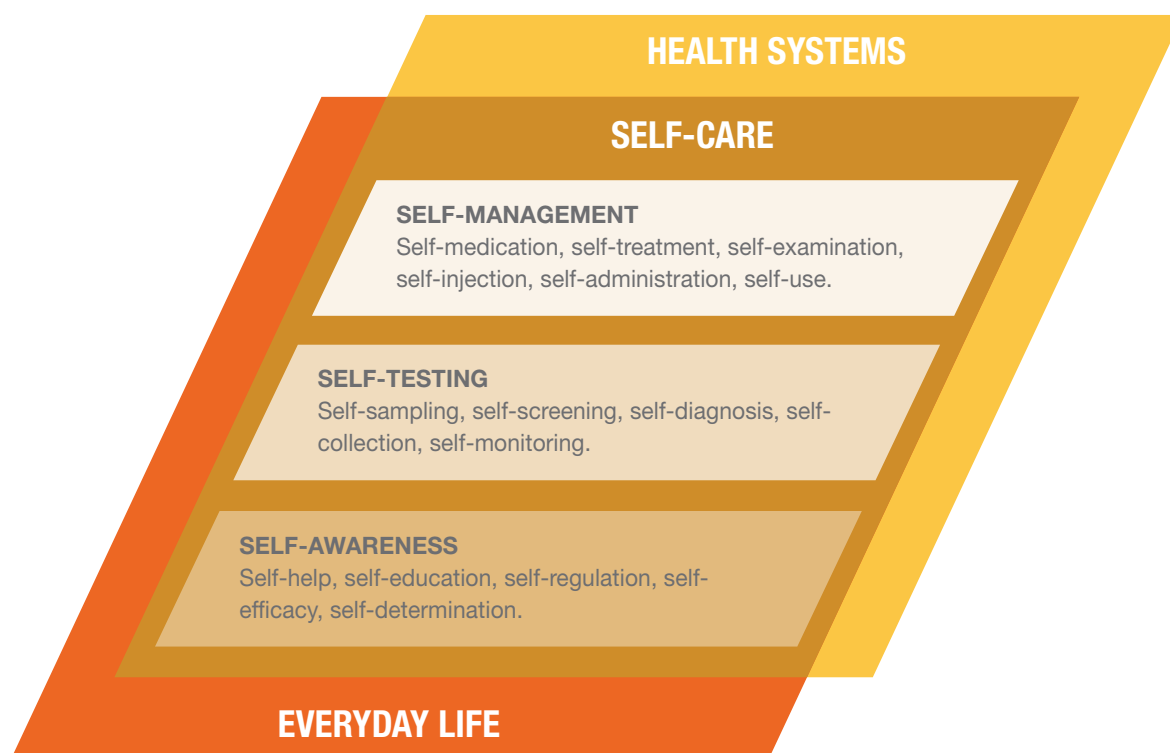 HEALTH SYSTEMS
SELF-CARE
SELF-MANAGEMENT
Self-medication, self-treatment, self-examination,
self-injection, self-administration, self-use.
SELF-TESTING
Self-sampling, self-screening, self-diagnosis, self-
collection, self-monitoring.
SELF-AWARENESS
Self-help, self-education, self-regulation, self-
efficacy, self-determination.
EVERYDAY LIFE